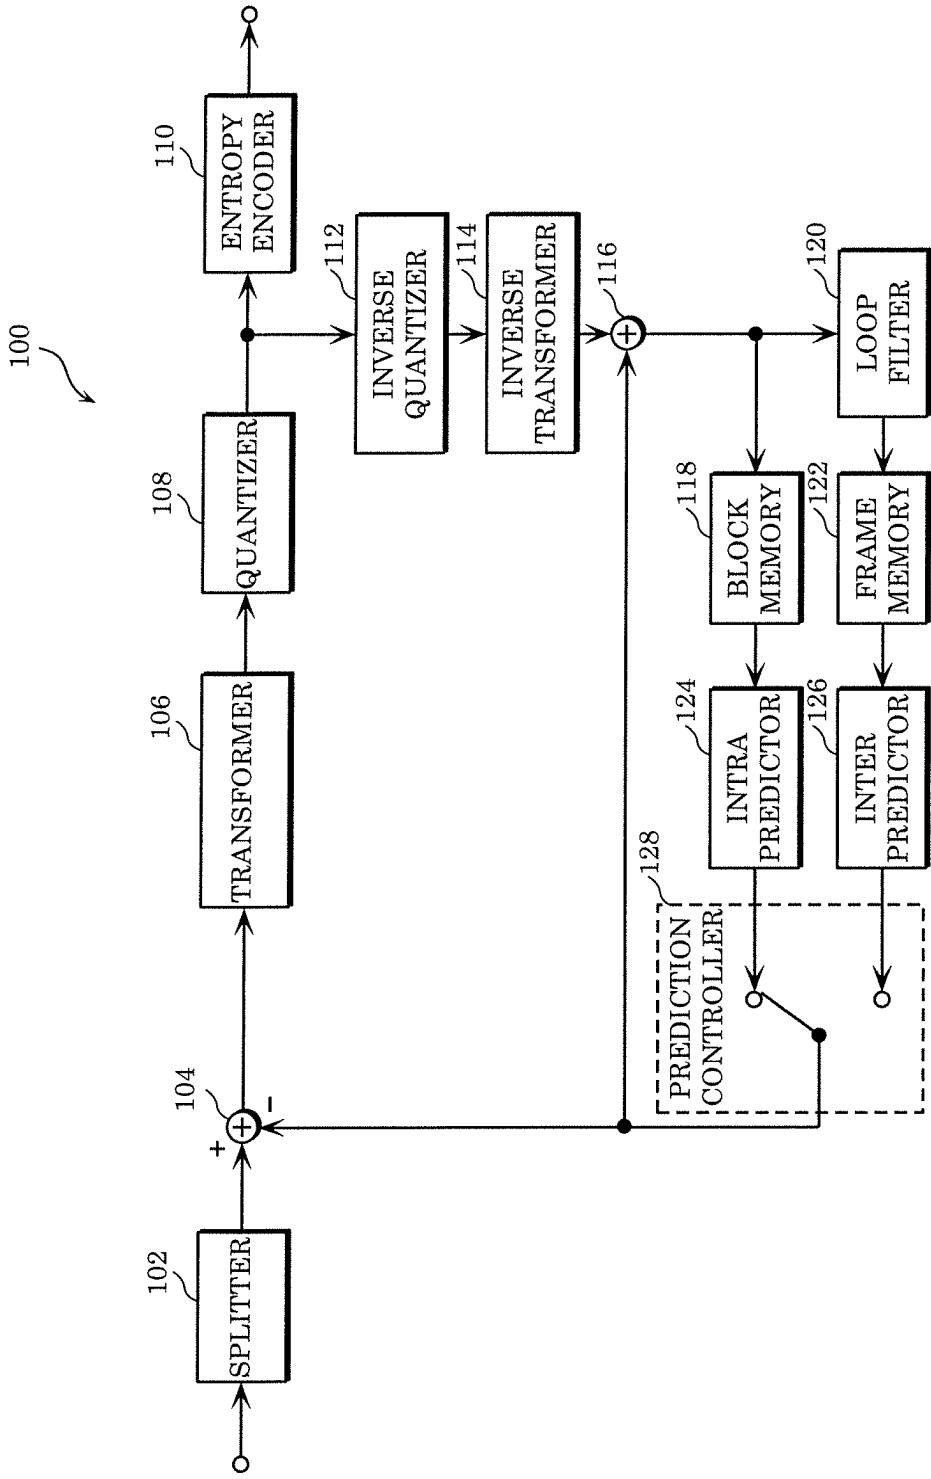 100
102
SPLITTER
104
+
−
106
TRANSFORMER
108
QUANTIZER
110
ENTROPY
ENCODER
112
INVERSE
QUANTIZER
114
INVERSE
TRANSFORMER
116
118
BLOCK
MEMORY
120
LOOP
FILTER
122
FRAME
MEMORY
124
INTRA
PREDICTOR
126
INTER
PREDICTOR
128
PREDICTION
CONTROLLER